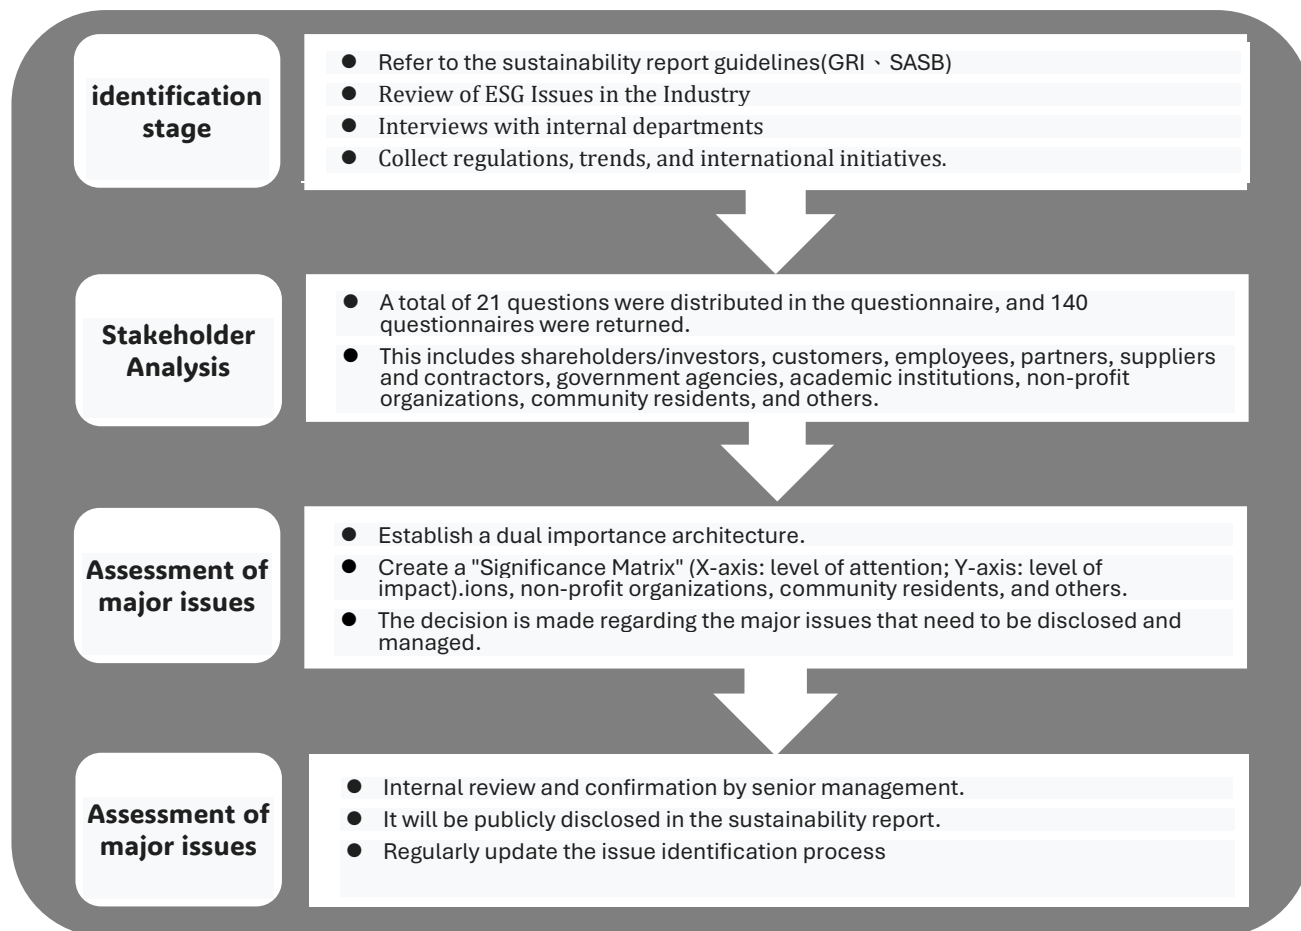 identification
stage
● Refer to the sustainability report guidelines(GRI、SASB)
● Review of ESG Issues in the Industry
● Interviews with internal departments
● Collect regulations, trends, and international initiatives.
Stakeholder
Analysis
● A total of 21 questions were distributed in the questionnaire, and 140
questionnaires were returned.
● This includes shareholders/investors, customers, employees, partners, suppliers
and contractors, government agencies, academic institutions, non-profit
organizations, community residents, and others.
Assessment of
major issues
● Establish a dual importance architecture.
● Create a "Significance Matrix" (X-axis: level of attention; Y-axis: level of
impact).ions, non-profit organizations, community residents, and others.
● The decision is made regarding the major issues that need to be disclosed and
managed.
Assessment of
major issues
● Internal review and confirmation by senior management.
● It will be publicly disclosed in the sustainability report.
● Regularly update the issue identification process